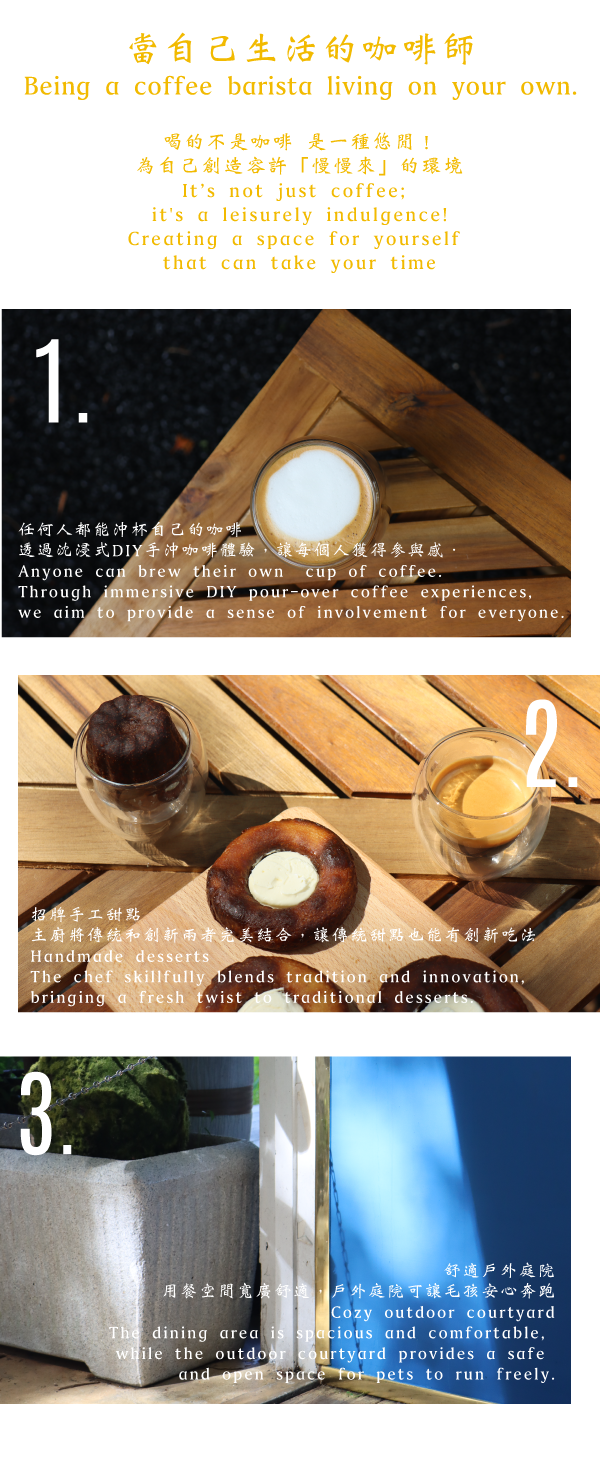 當自己生活的咖啡師
Being a coffee barista living on your own.
喝的不是咖啡 是一種悠閒！
為自己創造容許「慢慢來」的環境
It's not just coffee;
it's a leisurely indulgence!
Creating a space for yourself
that can take your time
1.
任何人都能沖杯自己的咖啡
透過沈浸式DIY手沖咖啡體驗，讓每個人獲得參與感．
Anyone can brew their own cup of coffee.
Through immersive DIY pour-over coffee experiences,
we aim to provide a sense of involvement for everyone.
2.
招牌手工甜點
主廚將傳統和創新兩者完美結合，讓傳統甜點也能有創新吃法
Handmade desserts
The chef skillfully blends tradition and innovation,
bringing a fresh twist to traditional desserts.
3.
舒適戶外庭院
用餐空間寬廣舒適，戶外庭院可讓毛孩安心奔跑
Cozy outdoor courtyard
The dining area is spacious and comfortable,
while the outdoor courtyard provides a safe
and open space for pets to run freely.